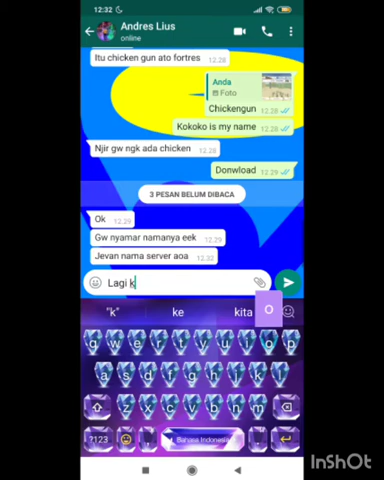 12:32
Andres Lius
online
Itu chicken gun ato fortres 12.28
Anda
Foto
Chickengun 12.28
Kokoko is my name 12.28
Njir gw ngk ada chicken 12.28
Donwload 12.29
3 PESAN BELUM DIBACA
Ok 12.29
Gw nyamar namanya eek 12.29
Jevan nama server aoa 12.32
Lagi k
"k" ke kita o
q w e r t y u i o p
a s d g h k l
z x c v b n m
?123 Bahasa Indonesia .
InShOt